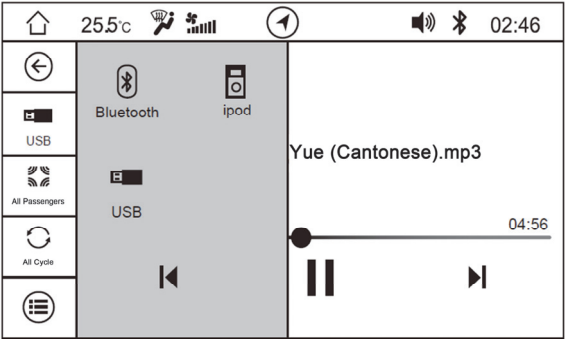 25.5°c
02:46
Bluetooth
ipod
USB
Yue (Cantonese).mp3
All Passengers
USB
04:56
All Cycle